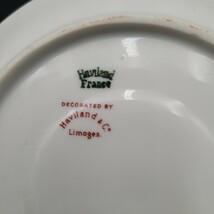 Haviland
France
DECORATED BY
Haviland & Co
Limoges.